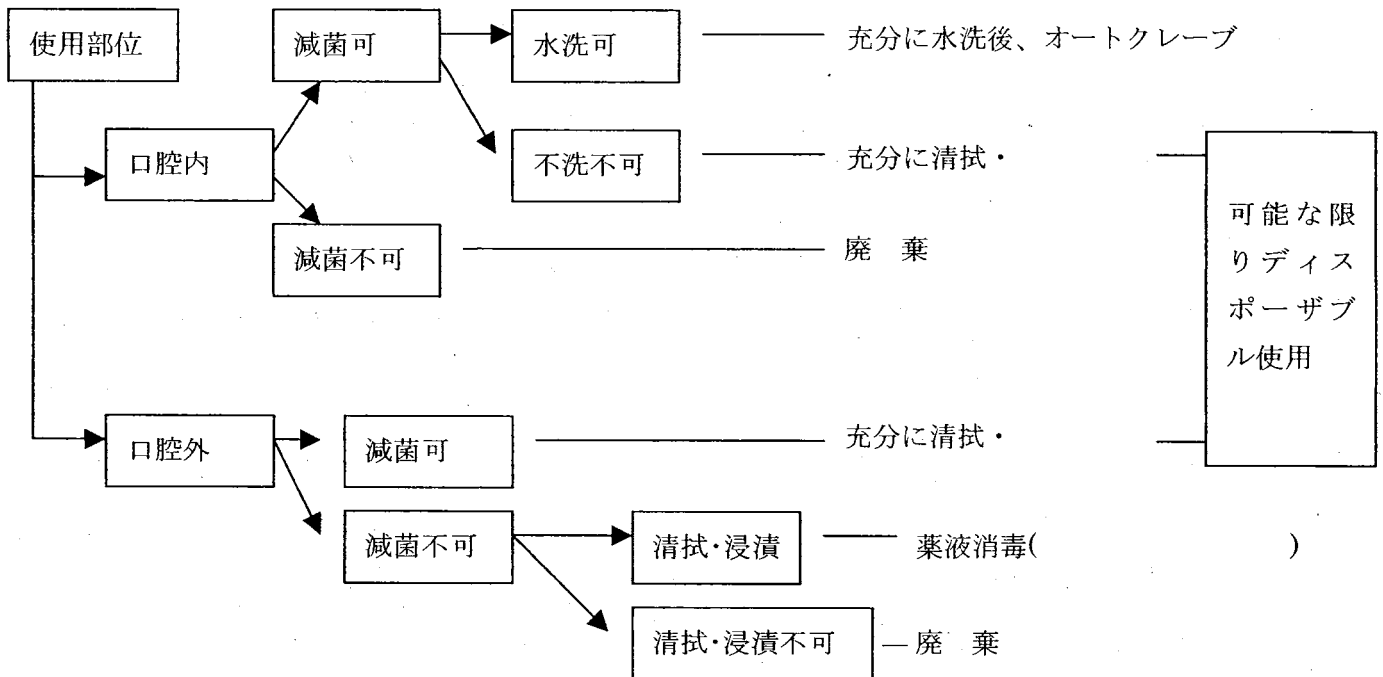 使用部位
減菌可
水洗可
充分に水洗後、オートクレーブ
口腔内
不洗不可
充分に清拭・
減菌不可
廃　棄
可能な限
りディス
ポーザブ
ル使用
口腔外
減菌可
充分に清拭・
減菌不可
清拭・浸漬
薬液消毒(　　　　　　　)
清拭・浸漬不可
廃　棄